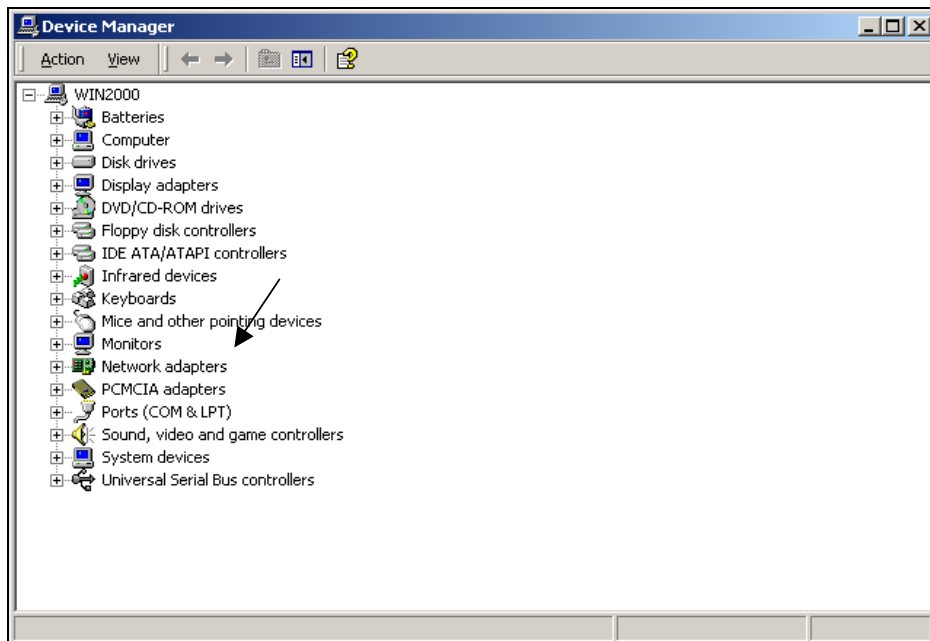 Device Manager
Action View
WIN2000
Batteries
Computer
Disk drives
Display adapters
DVD/CD-ROM drives
Floppy disk controllers
IDE ATA/ATAPI controllers
Infrared devices
Keyboards
Mice and other pointing devices
Monitors
Network adapters
PCMCIA adapters
Ports (COM & LPT)
Sound, video and game controllers
System devices
Universal Serial Bus controllers